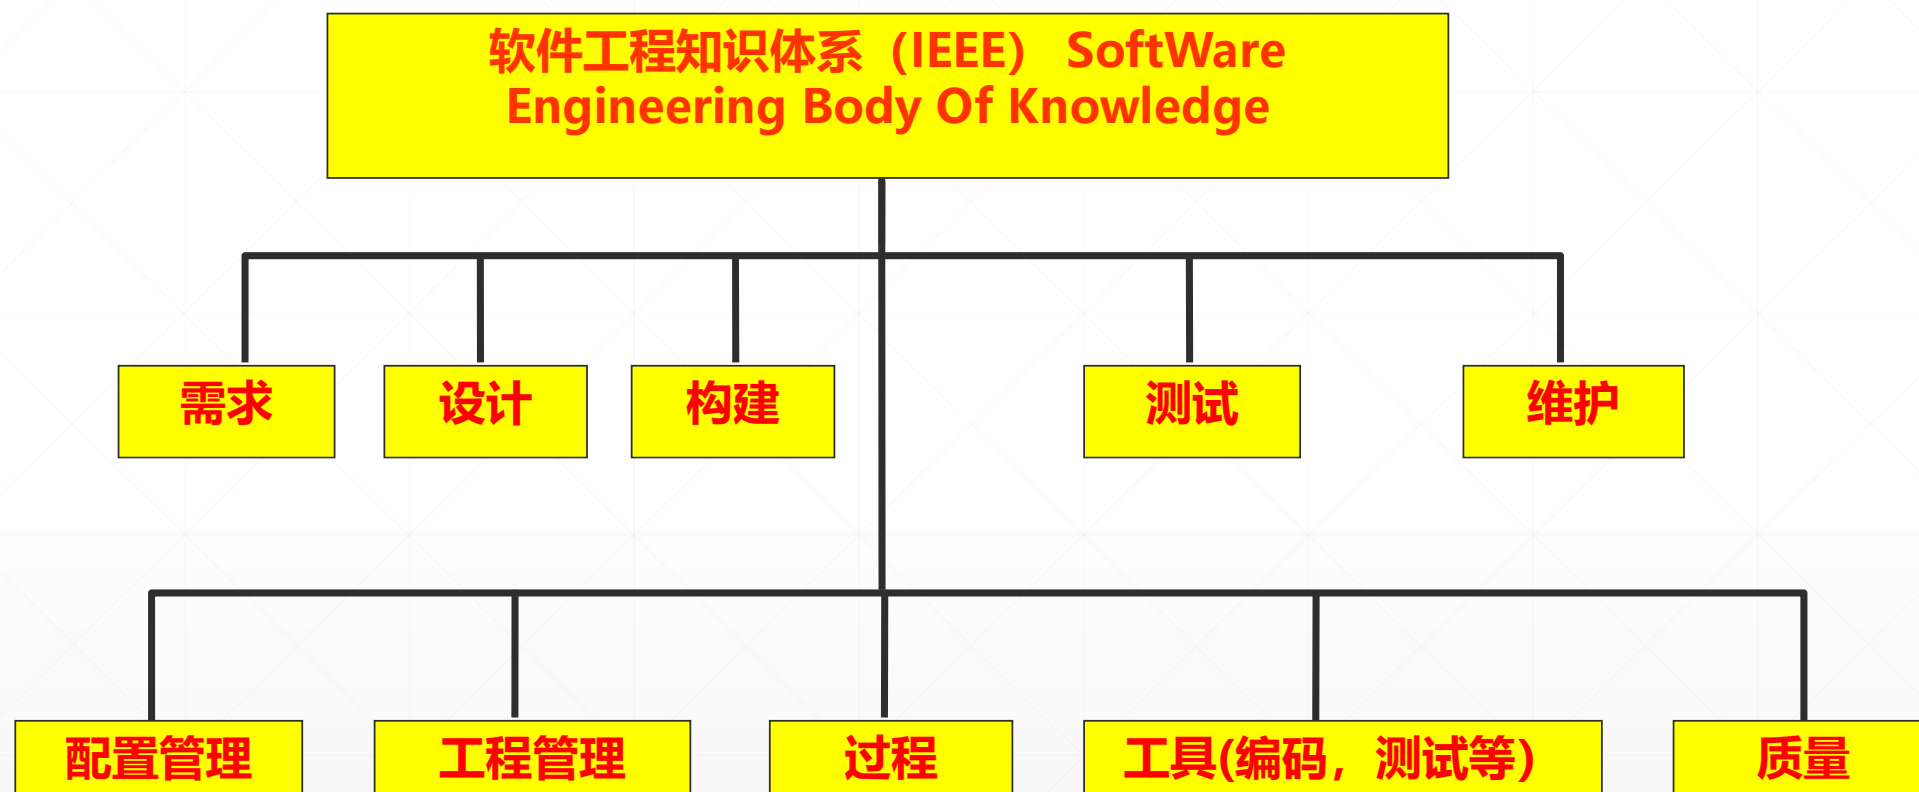 软件工程知识体系（IEEE） SoftWare
Engineering Body Of Knowledge
需求
设计
构建
测试
维护
配置管理
工程管理
过程
工具(编码，测试等）
质量